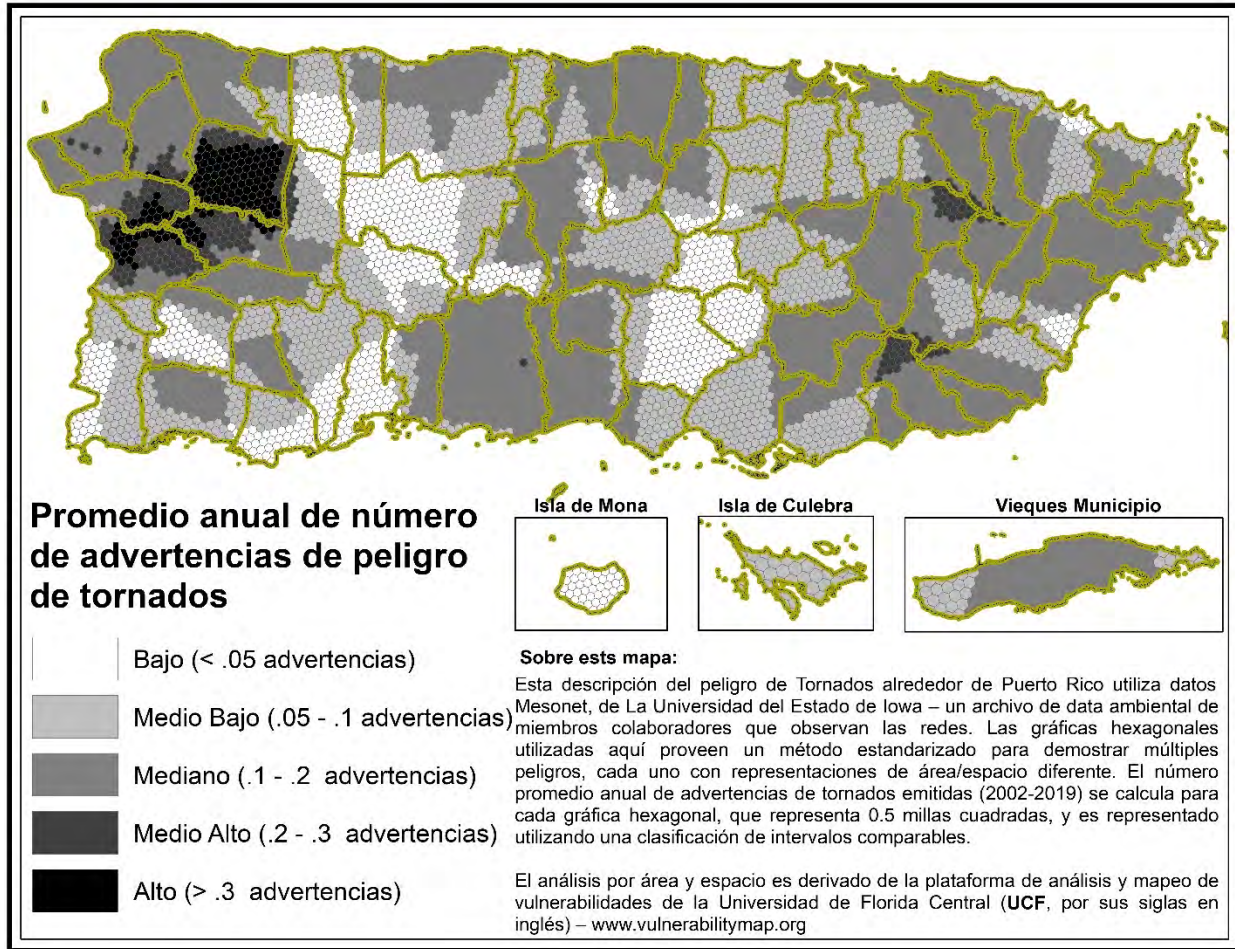 Isla de Mona
Isla de Culebra
Vieques Municipio
Promedio anual de número
de advertencias de peligro
de tornados
Bajo (< .05 advertencias)
Medio Bajo (.05 - .1 advertencias)
Mediano (.1 - .2 advertencias)
Medio Alto (.2 - .3 advertencias)
Alto (> .3 advertencias)
Sobre ests mapa:
Esta descripción del peligro de Tornados alrededor de Puerto Rico utiliza datos
Mesonet, de La Universidad del Estado de Iowa – un archivo de data ambiental de
miembros colaboradores que observan las redes. Las gráficas hexagonales
utilizadas aquí proveen un método estandarizado para demostrar múltiples
peligros, cada uno con representaciones de área/espacio diferente. El número
promedio anual de advertencias de tornados emitidas (2002-2019) se calcula para
cada gráfica hexagonal, que representa 0.5 millas cuadradas, y es representado
utilizando una clasificación de intervalos comparables.
El análisis por área y espacio es derivado de la plataforma de análisis y mapeo de
vulnerabilidades de la Universidad de Florida Central (UCF, por sus siglas en
inglés) – www.vulnerabilitymap.org